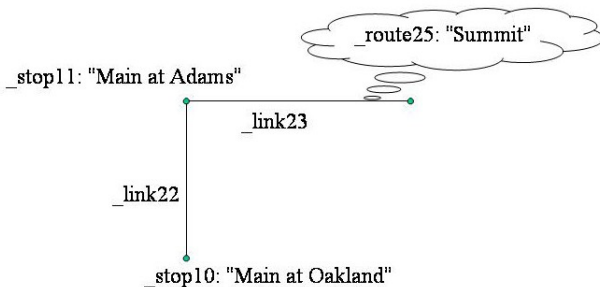 _route25: "Summit"
_stop11: "Main at Adams"
_link23
_link22
_stop10: "Main at Oakland"